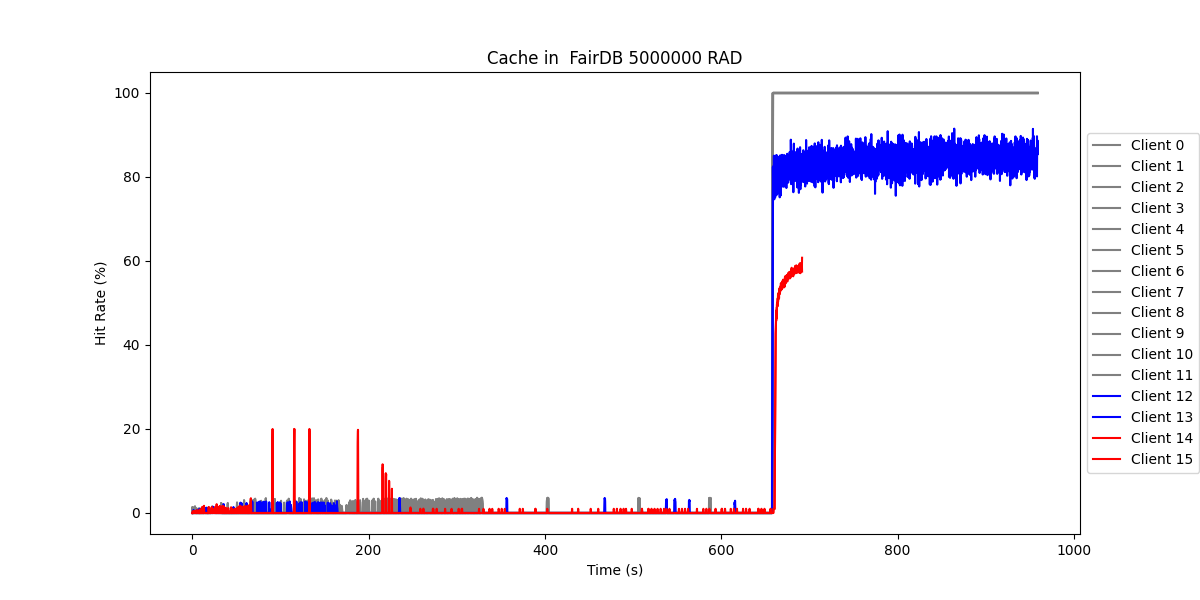 Cache in  FairDB 5000000 RAD
Hit Rate (%)
100
80
60
40
20
0
0
200
400
600
800
1000
Time (s)
Client 0
Client 1
Client 2
Client 3
Client 4
Client 5
Client 6
Client 7
Client 8
Client 9
Client 10
Client 11
Client 12
Client 13
Client 14
Client 15